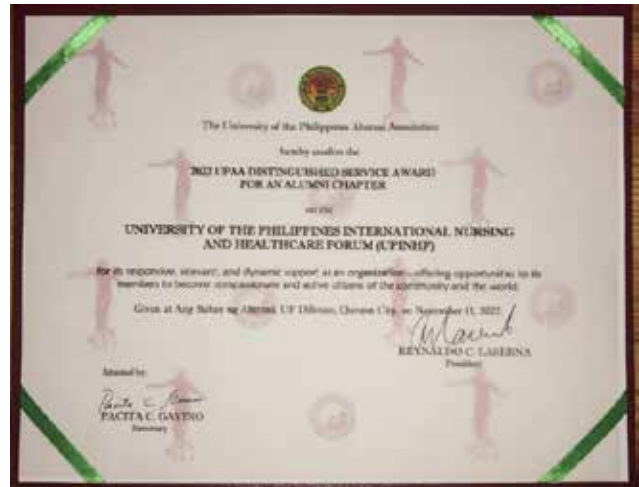 The University of the Philippines Alumni Association
hereby confers the
2022 UPAA DISTINGUISHED SERVICE AWARD
FOR AN ALUMNI CHAPTER
UNIVERSITY OF THE PHILIPPINES INTERNATIONAL NURSING
AND HEALTHCARE FORUM (UPINHF)
for its responsive, relevant, and dynamic support as an organization offering opportunities to its
members to become compassionate and active citizens of the community and the world.
Given at Ang Bahay ng Alumni, UP Diliman, Quezon City, on November 11, 2022.
REYNALDO C. LASERNA
President
Attested by:
PACITA C. GAVINO
Secretary